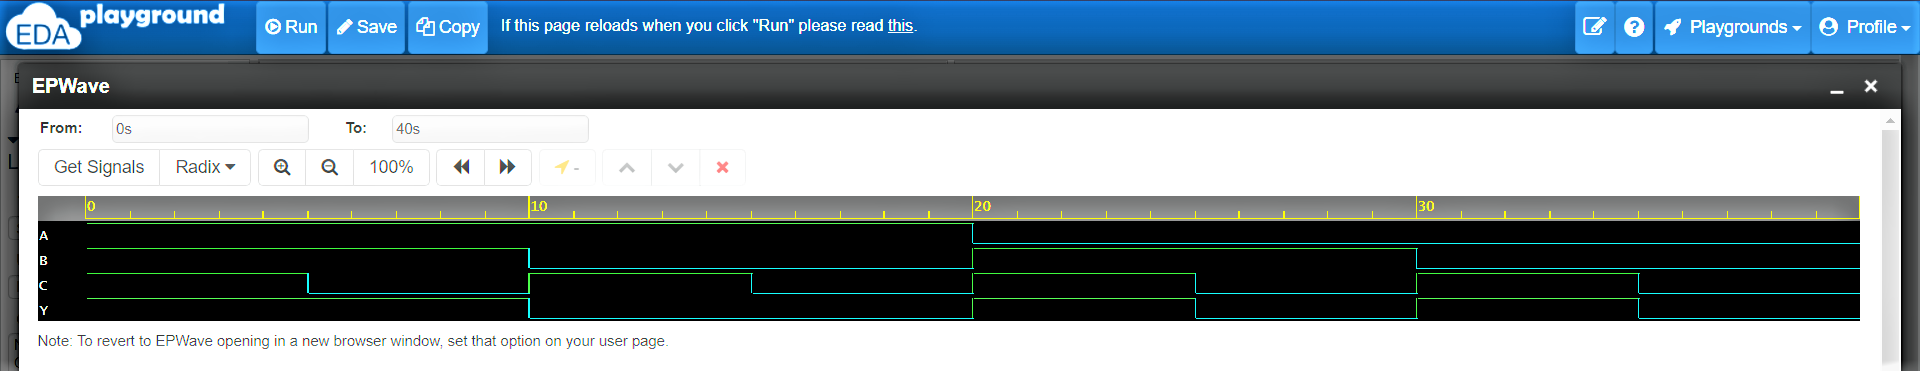 EDA playground
Run Save Copy If this page reloads when you click "Run" please read this. Playgrounds Profile
EPWave
From: 0s To: 40s
Get Signals Radix 100% -
0 10 20 30
A
B
C
Y
Note: To revert to EPWave opening in a new browser window, set that option on your user page.